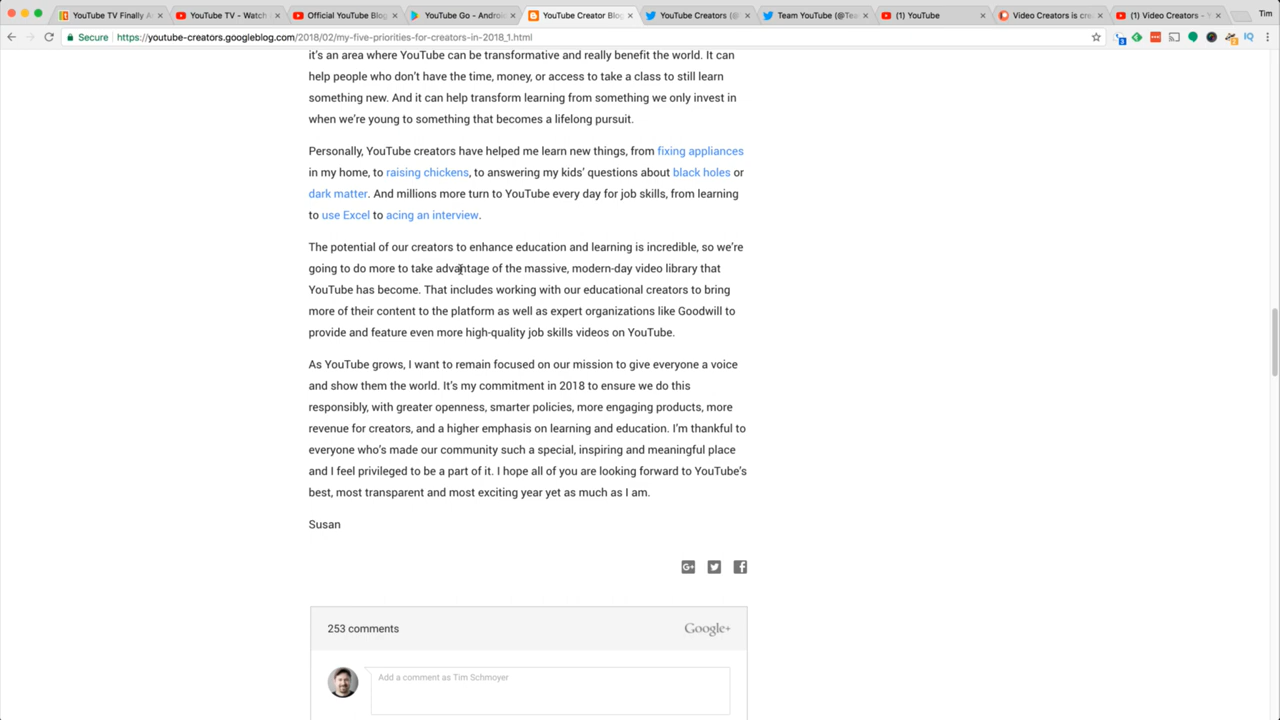 YouTube TV Finally A
YouTube TV - Watch
Official YouTube Blog
YouTube Go - Android
YouTube Creator Blog
YouTube Creators (@
Team YouTube (@Tea
(1) YouTube
Video Creators is cre
(1) Video Creators - Y
Tim
Secure
https://youtube-creators.googleblog.com/2018/02/my-five-priorities-for-creators-in-2018_1.html
it's an area where YouTube can be transformative and really benefit the world. It can
help people who don't have the time, money, or access to take a class to still learn
something new. And it can help transform learning from something we only invest in
when we're young to something that becomes a lifelong pursuit.
Personally, YouTube creators have helped me learn new things, from fixing appliances
in my home, to raising chickens, to answering my kids' questions about black holes or
dark matter. And millions more turn to YouTube every day for job skills, from learning
to use Excel to acing an interview.
The potential of our creators to enhance education and learning is incredible, so we're
going to do more to take advantage of the massive, modern-day video library that
YouTube has become. That includes working with our educational creators to bring
more of their content to the platform as well as expert organizations like Goodwill to
provide and feature even more high-quality job skills videos on YouTube.
As YouTube grows, I want to remain focused on our mission to give everyone a voice
and show them the world. It's my commitment in 2018 to ensure we do this
responsibly, with greater openness, smarter policies, more engaging products, more
revenue for creators, and a higher emphasis on learning and education. I'm thankful to
everyone who's made our community such a special, inspiring and meaningful place
and I feel privileged to be a part of it. I hope all of you are looking forward to YouTube's
best, most transparent and most exciting year yet as much as I am.
Susan
G+
253 comments
Google+
Add a comment as Tim Schmoyer